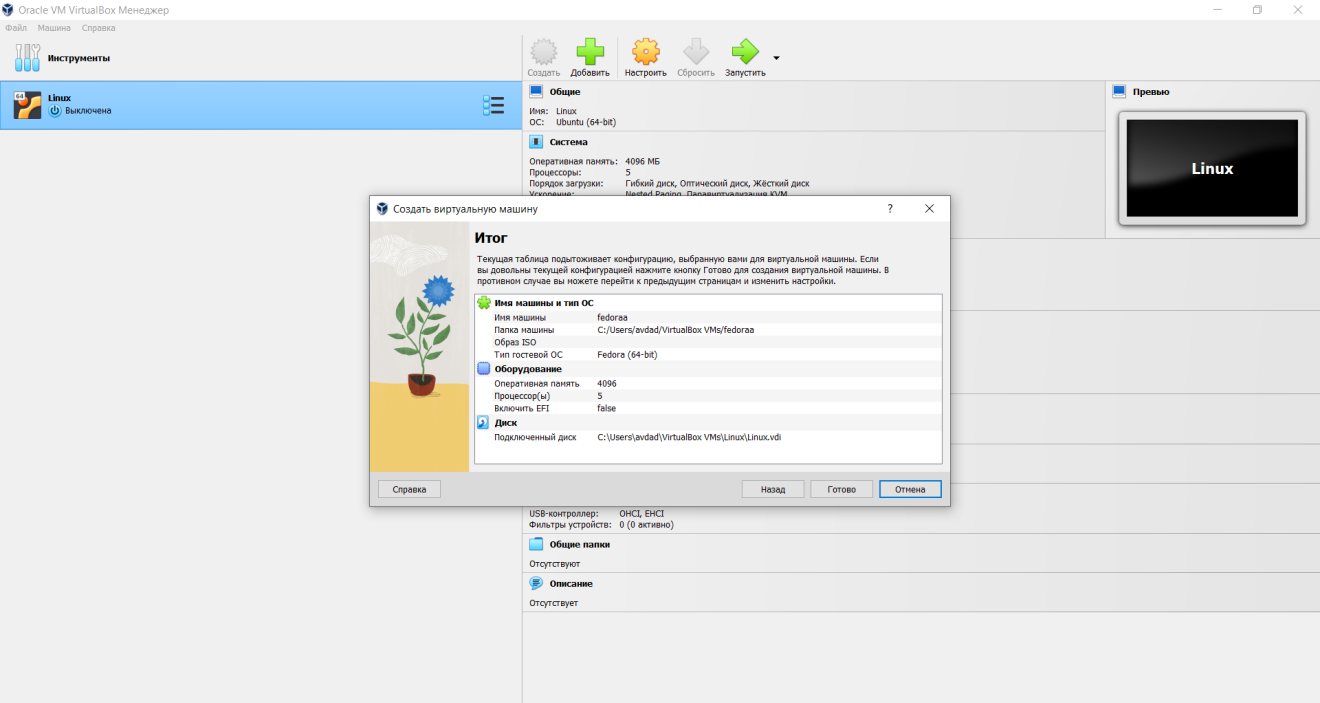 Oracle VM VirtualBox Менеджер
Файл Машина Справка
Инструменты
Создать Добавить Настроить Сбросить Запустить
64
Linux
Выключена
Общие
Имя: Linux
ОС: Ubuntu (64-bit)
Система
Оперативная память: 4096 МБ
Процессоры: 5
Порядок загрузки: Гибкий диск, Оптический диск, Жёсткий диск
Ускорение: Nested Paging, Паравиртуализация KVM
Превью
Linux
Создать виртуальную машину
?
Итог
Текущая таблица подытоживает конфигурацию, выбранную вами для виртуальной машины. Если
вы довольны текущей конфигурацией нажмите кнопку Готово для создания виртуальной машины. В
противном случае вы можете перейти к предыдущим страницам и изменить настройки.
Имя машины и тип ОС
Имя машины fedoraa
Папка машины C:/Users/avdad/VirtualBox VMs/fedoraa
Образ ISO
Тип гостевой ОС Fedora (64-bit)
Оборудование
Оперативная память 4096
Процессор(ы) 5
Включить EFI false
Диск
Подключенный диск C:\Users\avdad\VirtualBox VMs\Linux\Linux.vdi
Справка Назад Готово Отмена
USB-контроллер: OHCI, EHCI
Фильтры устройств: 0 (0 активно)
Общие папки
Отсутствуют
Описание
Отсутствует